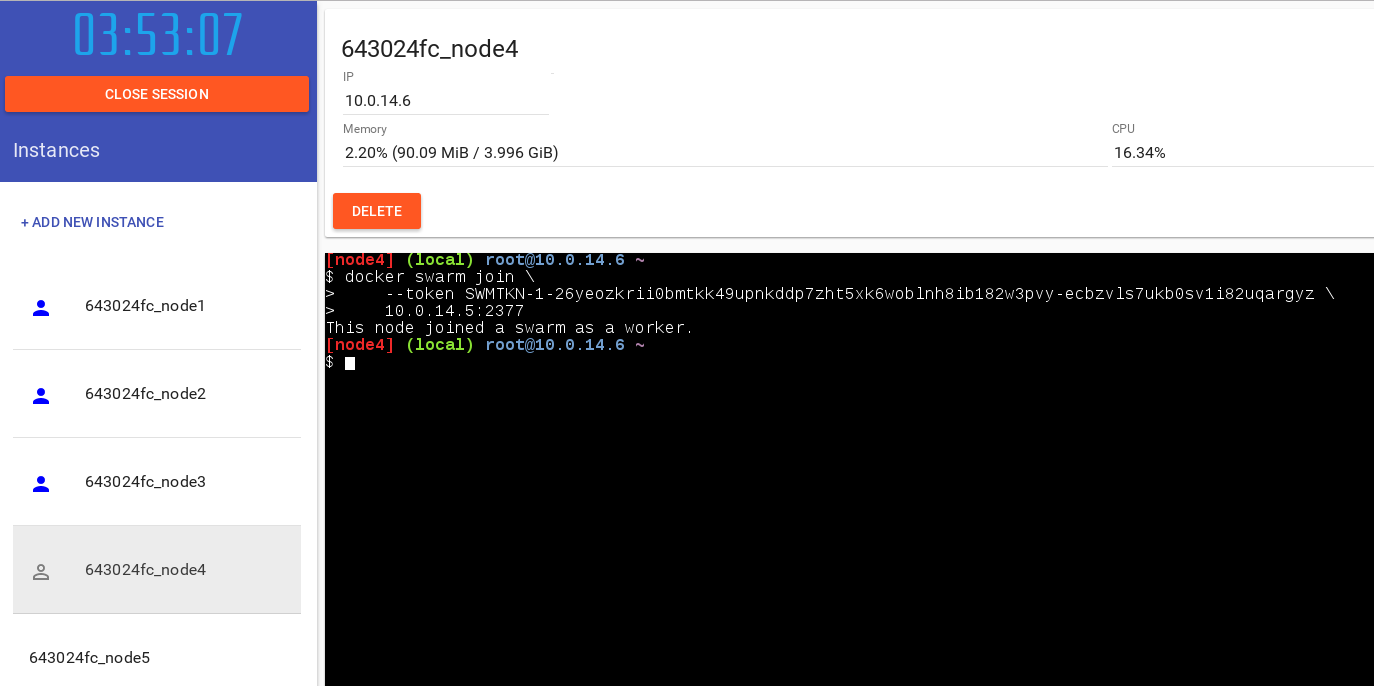 03:53:07
CLOSE SESSION
Instances
+ ADD NEW INSTANCE
643024fc_node1
643024fc_node2
643024fc_node3
643024fc_node4
643024fc_node5
643024fc_node4
IP
10.0.14.6
Memory
2.20% (90.09 MiB / 3.996 GiB)
CPU
16.34%
DELETE
[node4] (local) root@10.0.14.6 ~
$ docker swarm join \
>     --token SWMTKN-1-26yeozkrii0bmtkk49upnkddp7zht5xk6woblnh8ib182w3pvy-ecbzvls7ukb0sv1i82uqargyz \
>     10.0.14.5:2377
This node joined a swarm as a worker.
[node4] (local) root@10.0.14.6 ~
$